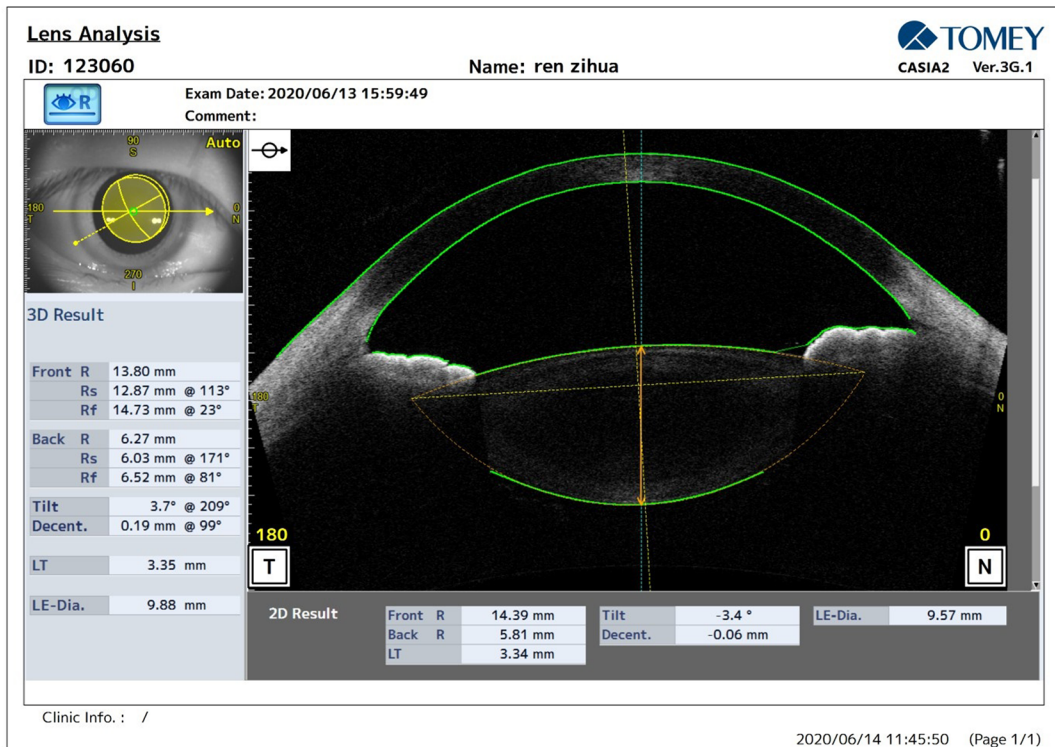 Lens Analysis
TOMEY
ID: 123060
Name: ren zihua
CASIA2 Ver.3G.1
R
Exam Date: 2020/06/13 15:59:49
Comment:
Auto
90
S
180
T
0
N
270
I
3D Result
Front R 13.80 mm
Rs 12.87 mm @ 113°
Rf 14.73 mm @ 23°
Back R 6.27 mm
Rs 6.03 mm @ 171°
Rf 6.52 mm @ 81°
Tilt 3.7° @ 209°
Decent. 0.19 mm @ 99°
LT 3.35 mm
LE-Dia. 9.88 mm
180
T
0
N
180
T
0
N
2D Result
Front R 14.39 mm
Back R 5.81 mm
LT 3.34 mm
Tilt -3.4 °
Decent. -0.06 mm
LE-Dia. 9.57 mm
Clinic Info. : /
2020/06/14 11:45:50 (Page 1/1)